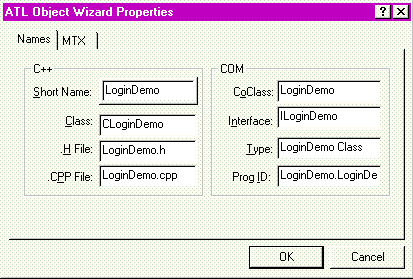 ATL Object Wizard Properties
Names MTX
C++
Short Name: LoginDemo
Class: CLoginDemo
.H File: LoginDemo.h
.CPP File: LoginDemo.cpp
COM
CoClass: LoginDemo
Interface: ILoginDemo
Type: LoginDemo Class
Prog ID: LoginDemo.LoginDe
OK Cancel